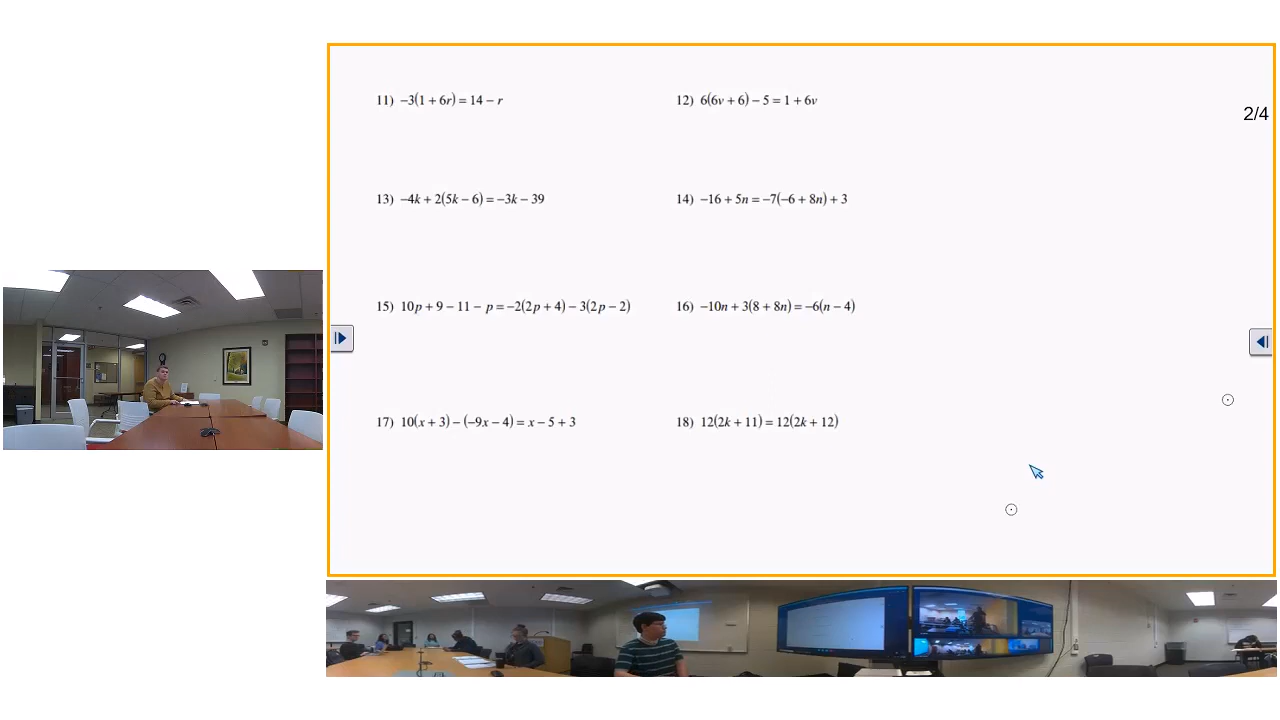 11) −3(1 + 6r) = 14 − r
12) 6(6v + 6) − 5 = 1 + 6v
2/4
13) −4k + 2(5k − 6) = −3k − 39
14) −16 + 5n = −7(−6 + 8n) + 3
15) 10p + 9 − 11 − p = −2(2p + 4) − 3(2p − 2)
16) −10n + 3(8 + 8n) = −6(n − 4)
17) 10(x + 3) − (−9x − 4) = x − 5 + 3
18) 12(2k + 11) = 12(2k + 12)